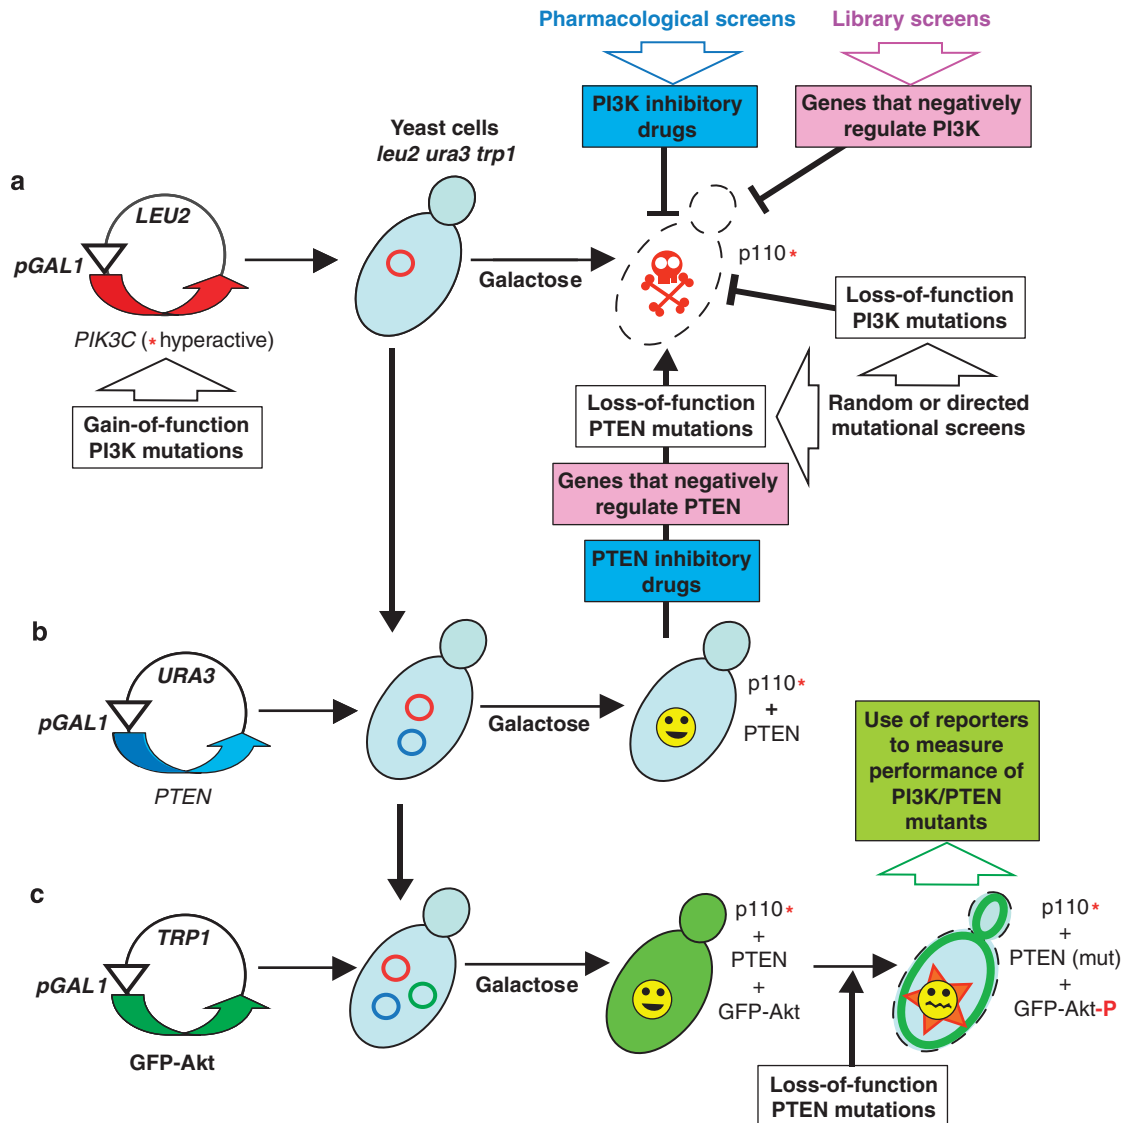 Pharmacological screens
Library screens
PI3K inhibitory
drugs
Genes that negatively
regulate PI3K
Yeast cells
leu2 ura3 trp1
a
LEU2
pGAL1
Galactose
p110*
PIK3C (*hyperactive)
Loss-of-function
PI3K mutations
Gain-of-function
PI3K mutations
Loss-of-function
PTEN mutations
Random or directed
mutational screens
Genes that negatively
regulate PTEN
PTEN inhibitory
drugs
b
URA3
pGAL1
PTEN
Galactose
p110*
+
PTEN
Use of reporters
to measure
performance of
PI3K/PTEN
mutants
c
TRP1
pGAL1
GFP-Akt
Galactose
p110*
+
PTEN
+
GFP-Akt
p110*
+
PTEN (mut)
+
GFP-Akt-P
Loss-of-function
PTEN mutations